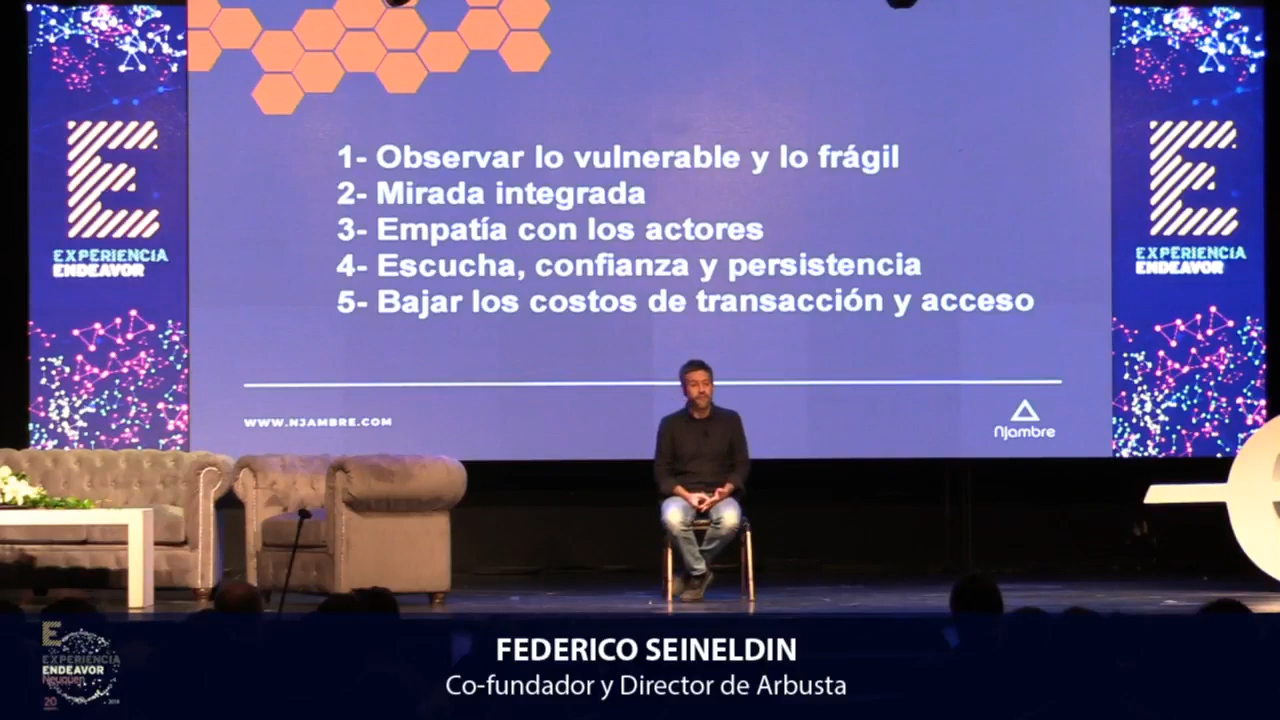 1- Observar lo vulnerable y lo frágil
2- Mirada integrada
3- Empatía con los actores
4- Escucha, confianza y persistencia
5- Bajar los costos de transacción y acceso
WWW.NJAMBRE.COM
Njambre
E
EXPERIENCIA
ENDEAVOR
E
EXPERIENCIA
ENDEAVOR
FEDERICO SEINELDIN
Co-fundador y Director de Arbusta
E
EXPERIENCIA
ENDEAVOR
Neuquén
20